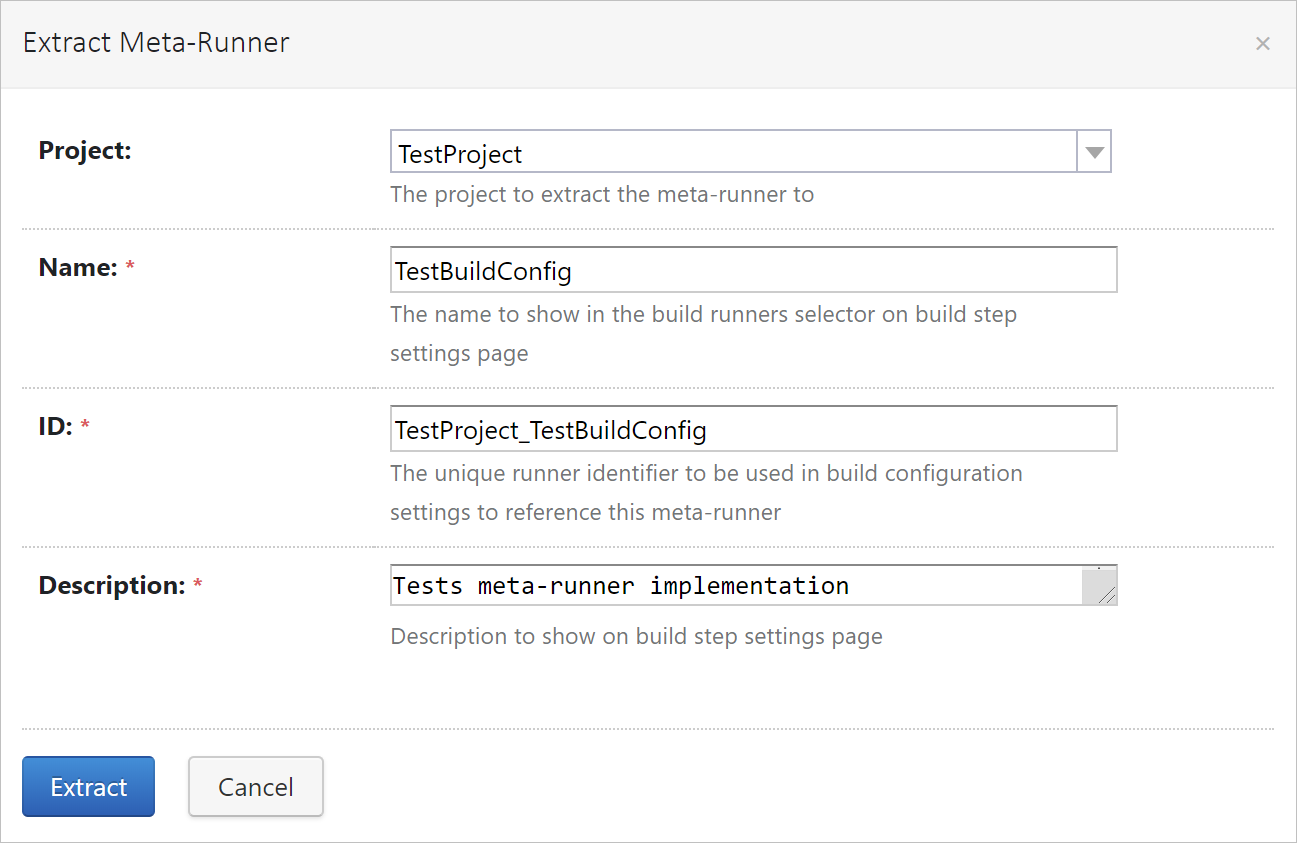 Extract Meta-Runner
×
Project:
TestProject
The project to extract the meta-runner to
Name: *
TestBuildConfig
The name to show in the build runners selector on build step
settings page
ID: *
TestProject_TestBuildConfig
The unique runner identifier to be used in build configuration
settings to reference this meta-runner
Description: *
Tests meta-runner implementation
Description to show on build step settings page
Extract
Cancel